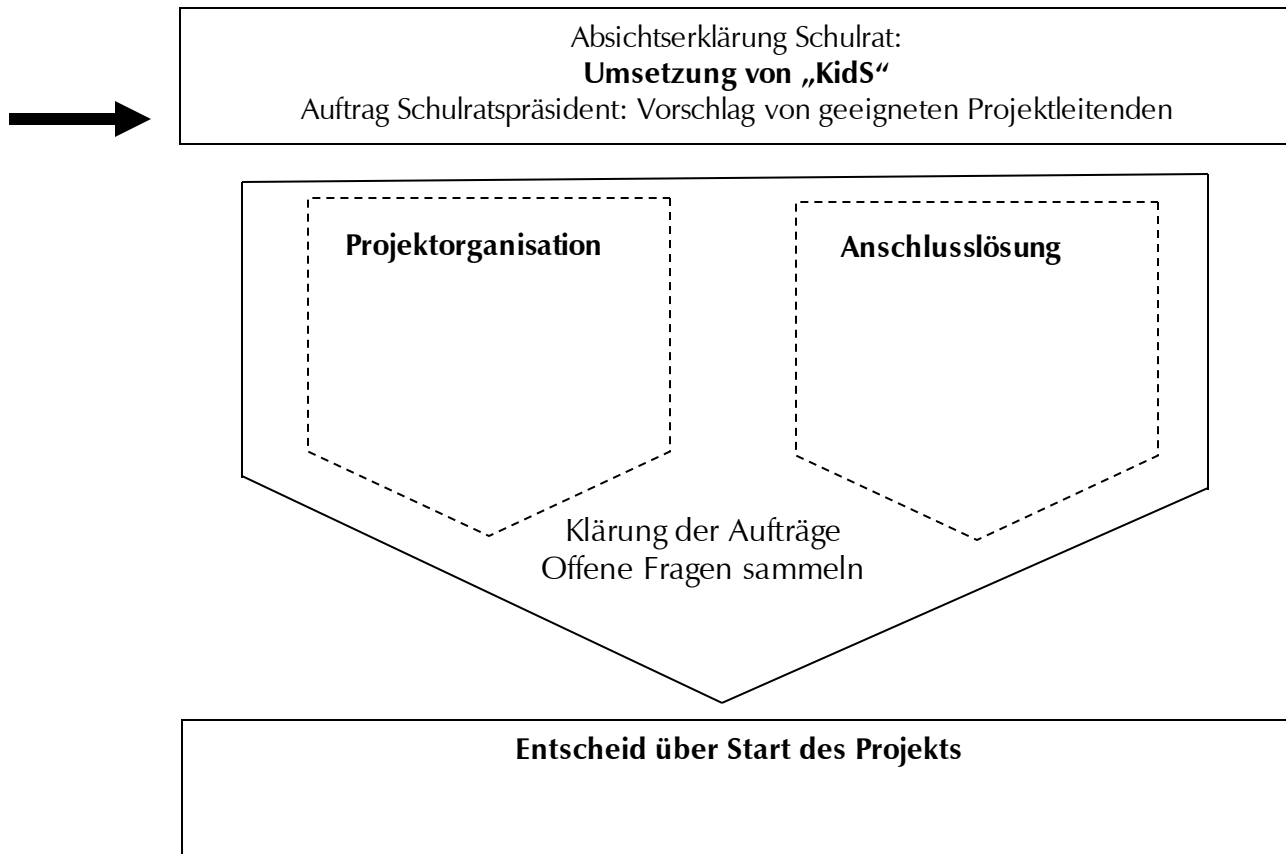 Absichtserklärung Schulrat:
Umsetzung von „KidS“
Auftrag Schulratspräsident: Vorschlag von geeigneten Projektleitenden
Projektorganisation
Anschlusslösung
Klärung der Aufträge
Offene Fragen sammeln
Entscheid über Start des Projekts